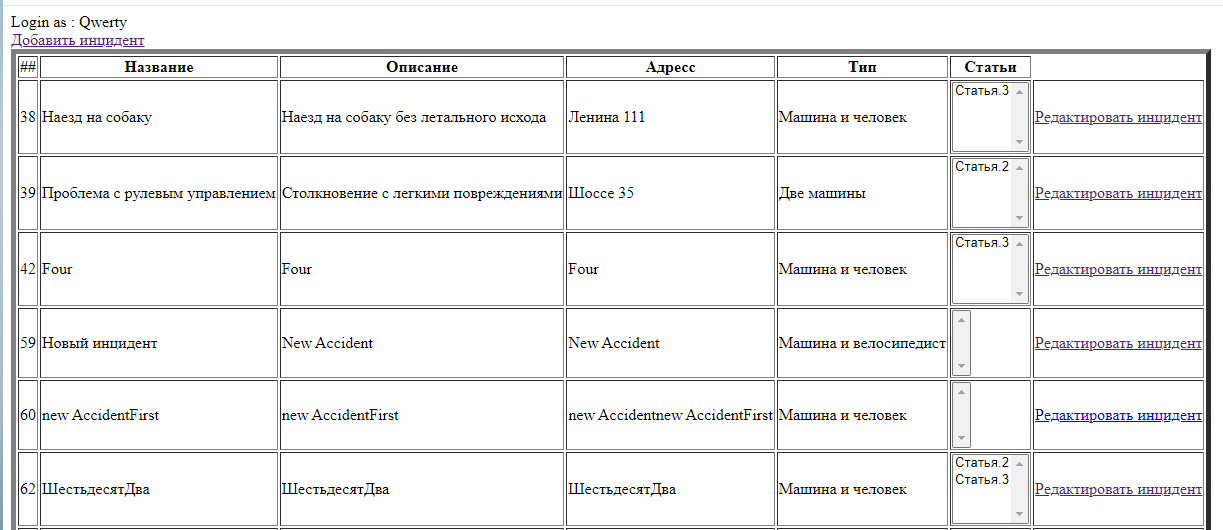 Login as : Qwerty
Добавить инцидент
## Название Описание Адресс Тип Статьи
38 Наезд на собаку Наезд на собаку без летального исхода Ленина 111 Машина и человек Статья.3 Редактировать инцидент
39 Проблема с рулевым управлением Столкновение с легкими повреждениями Шоссе 35 Две машины Статья.2 Редактировать инцидент
42 Four Four Four Машина и человек Статья.3 Редактировать инцидент
59 Новый инцидент New Accident New Accident Машина и велосипедист Редактировать инцидент
60 new AccidentFirst new AccidentFirst new Accidentnew AccidentFirst Машина и человек Редактировать инцидент
62 ШестьдесятДва ШестьдесятДва ШестьдесятДва Машина и человек Статья.2 Редактировать инцидент
Статья.3